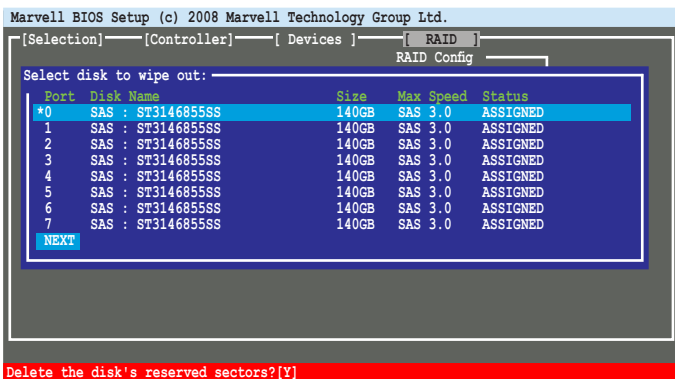 Marvell BIOS Setup (c) 2008 Marvell Technology Group Ltd.
[Selection] [Controller] [ Devices ] [ RAID ]
RAID Config
Select disk to wipe out:
Port Disk Name Size Max Speed Status
*0 SAS : ST3146855SS 140GB SAS 3.0 ASSIGNED
1 SAS : ST3146855SS 140GB SAS 3.0 ASSIGNED
2 SAS : ST3146855SS 140GB SAS 3.0 ASSIGNED
3 SAS : ST3146855SS 140GB SAS 3.0 ASSIGNED
4 SAS : ST3146855SS 140GB SAS 3.0 ASSIGNED
5 SAS : ST3146855SS 140GB SAS 3.0 ASSIGNED
6 SAS : ST3146855SS 140GB SAS 3.0 ASSIGNED
7 SAS : ST3146855SS 140GB SAS 3.0 ASSIGNED
NEXT
Delete the disk's reserved sectors?[Y]